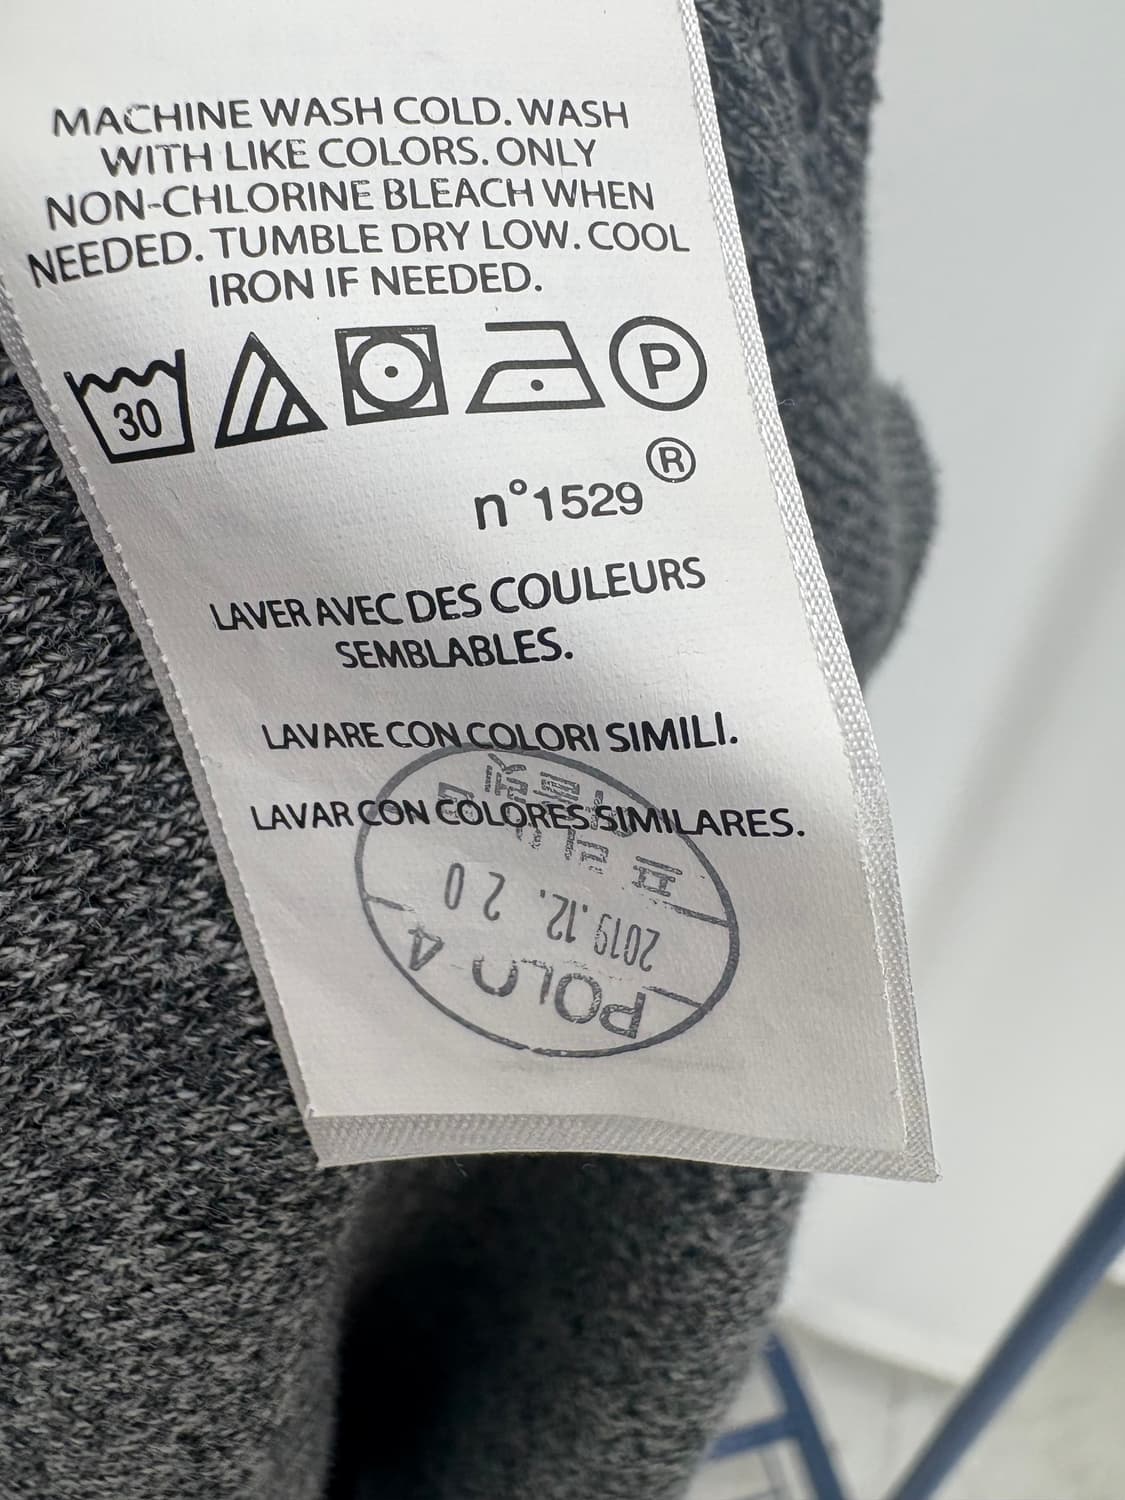 MACHINE WASH COLD. WASH
WITH LIKE COLORS. ONLY
NON-CHLORINE BLEACH WHEN
NEEDED. TUMBLE DRY LOW. COOL
IRON IF NEEDED.
30 P
®
n°1529
LAVER AVEC DES COULEURS
SEMBLABLES.
LAVARE CON COLORI SIMILI.
LAVAR CON COLORES SIMILARES.
2019.12. 20
POLO 4